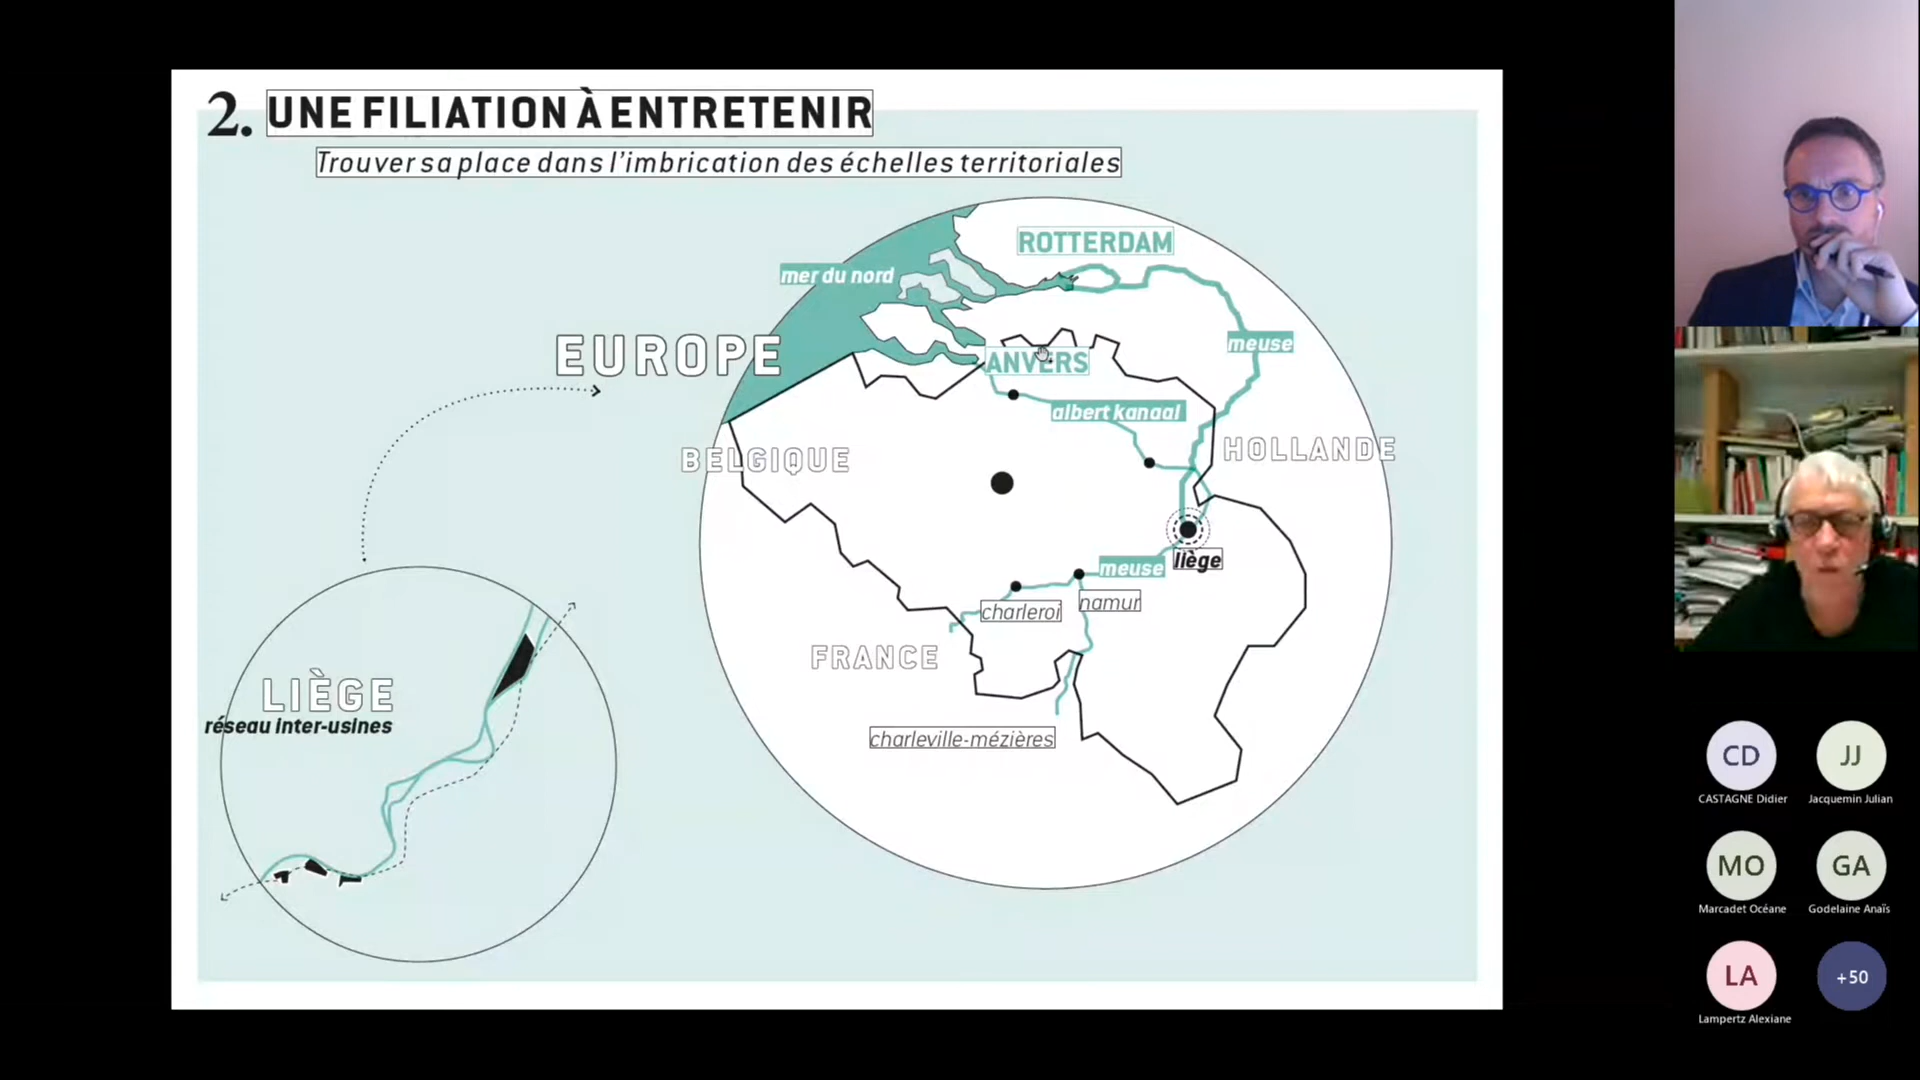 2. UNE FILIATION À ENTRETENIR
Trouver sa place dans l'imbrication des échelles territoriales
ROTTERDAM
mer du nord
EUROPE
meuse
ANVERS
albert kanaal
BELGIQUE
HOLLANDE
liège
meuse
namur
charleroi
FRANCE
charleville-mézières
LIÈGE
réseau inter-usines
CD
CASTAGNE Didier
JJ
Jacquemin Julian
MO
Marcadet Océane
GA
Godelaine Anaïs
LA
Lampertz Alexiane
+50